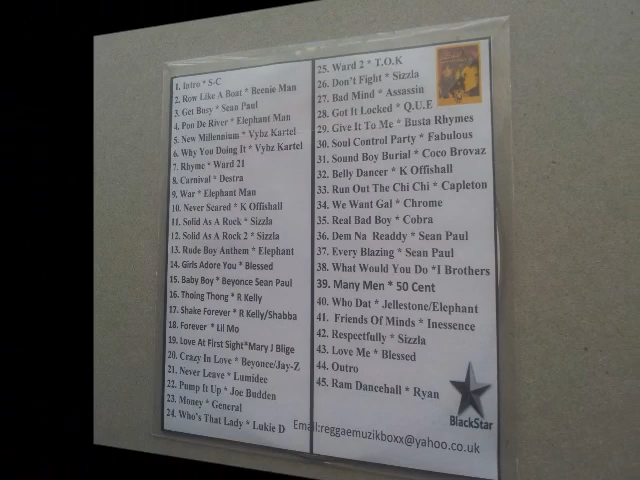 1. Intro * S-C
2. Row Like A Boat * Beenie Man
3. Get Busy * Sean Paul
4. Pon De River * Elephant Man
5. New Millennium * Vybz Kartel
6. Why You Doing It * Vybz Kartel
7. Rhyme * Ward 21
8. Carnival * Destra
9. War * Elephant Man
10. Never Scared * K Offishall
11. Solid As A Rock * Sizzla
12. Solid As A Rock 2 * Sizzla
13. Rude Boy Anthem * Elephant
14. Girls Adore You * Blessed
15. Baby Boy * Beyonce Sean Paul
16. Thoing Thong * R Kelly
17. Shake Forever * R Kelly/Shabba
18. Forever * Lil Mo
19. Love At First Sight*Mary J Blige
20. Crazy In Love * Beyonce/Jay-Z
21. Never Leave * Lumidee
22. Pump It Up * Joe Budden
23. Money * General
24. Who's That Lady * Lukie D
25. Ward 2 * T.O.K
26. Don't Fight * Sizzla
27. Bad Mind * Assassin
28. Got It Locked * Q.U.E
29. Give It To Me * Busta Rhymes
30. Soul Control Party * Fabulous
31. Sound Boy Burial * Coco Brovaz
32. Belly Dancer * K Offishall
33. Run Out The Chi Chi * Capleton
34. We Want Gal * Chrome
35. Real Bad Boy * Cobra
36. Dem Na Readdy * Sean Paul
37. Every Blazing * Sean Paul
38. What Would You Do *I Brothers
39. Many Men * 50 Cent
40. Who Dat * Jellestone/Elephant
41. Friends Of Minds * Inessence
42. Respectfully * Sizzla
43. Love Me * Blessed
44. Outro
45. Ram Dancehall * Ryan
BlackStar
Email:reggaemuzikboxx@yahoo.co.uk